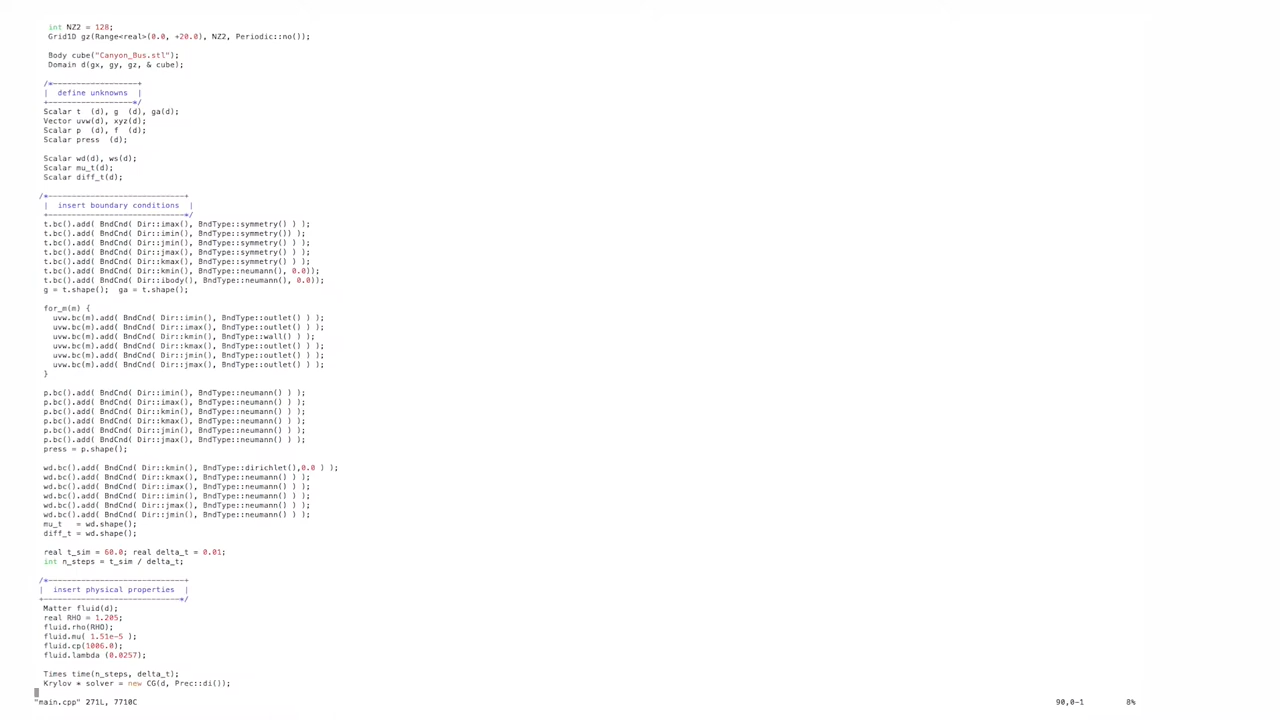 int NZ2 = 128;
Grid1D gz(Range<real>(0.0, +20.0), NZ2, Periodic::no());
Body cube("Canyon_Bus.stl");
Domain d(gx, gy, gz, & cube);
/*------------------+
|  define unknowns  |
+------------------*/
Scalar t  (d), g  (d), ga(d);
Vector uvw(d), xyz(d);
Scalar p  (d), f  (d);
Scalar press  (d);
Scalar wd(d), ws(d);
Scalar mu_t(d);
Scalar diff_t(d);
/*-----------------------------+
|  insert boundary conditions  |
+-----------------------------*/
t.bc().add( BndCnd( Dir::imax(), BndType::symmetry() ) );
t.bc().add( BndCnd( Dir::imin(), BndType::symmetry()) );
t.bc().add( BndCnd( Dir::jmin(), BndType::symmetry() ) );
t.bc().add( BndCnd( Dir::jmax(), BndType::symmetry() ) );
t.bc().add( BndCnd( Dir::kmax(), BndType::symmetry() ) );
t.bc().add( BndCnd( Dir::kmin(), BndType::neumann(), 0.0));
t.bc().add( BndCnd( Dir::ibody(), BndType::neumann(), 0.0));
g = t.shape();  ga = t.shape();
for_m(m) {
uvw.bc(m).add( BndCnd( Dir::imin(), BndType::outlet() ) );
uvw.bc(m).add( BndCnd( Dir::imax(), BndType::outlet() ) );
uvw.bc(m).add( BndCnd( Dir::kmin(), BndType::wall() ) );
uvw.bc(m).add( BndCnd( Dir::kmax(), BndType::outlet() ) );
uvw.bc(m).add( BndCnd( Dir::jmin(), BndType::outlet() ) );
uvw.bc(m).add( BndCnd( Dir::jmax(), BndType::outlet() ) );
}
p.bc().add( BndCnd( Dir::imin(), BndType::neumann() ) );
p.bc().add( BndCnd( Dir::imax(), BndType::neumann() ) );
p.bc().add( BndCnd( Dir::kmin(), BndType::neumann() ) );
p.bc().add( BndCnd( Dir::kmax(), BndType::neumann() ) );
p.bc().add( BndCnd( Dir::jmin(), BndType::neumann() ) );
p.bc().add( BndCnd( Dir::jmax(), BndType::neumann() ) );
press = p.shape();
wd.bc().add( BndCnd( Dir::kmin(), BndType::dirichlet(),0.0 ) );
wd.bc().add( BndCnd( Dir::kmax(), BndType::neumann() ) );
wd.bc().add( BndCnd( Dir::imax(), BndType::neumann() ) );
wd.bc().add( BndCnd( Dir::imin(), BndType::neumann() ) );
wd.bc().add( BndCnd( Dir::jmax(), BndType::neumann() ) );
wd.bc().add( BndCnd( Dir::jmin(), BndType::neumann() ) );
mu_t   = wd.shape();
diff_t = wd.shape();
real t_sim = 60.0; real delta_t = 0.01;
int n_steps = t_sim / delta_t;
/*-----------------------------+
|  insert physical properties  |
+-----------------------------*/
Matter fluid(d);
real RHO = 1.205;
fluid.rho(RHO);
fluid.mu( 1.51e-5 );
fluid.cp(1006.0);
fluid.lambda (0.0257);
Times time(n_steps, delta_t);
Krylov * solver = new CG(d, Prec::di());
"main.cpp" 271L, 7710C 90,0-1 8%